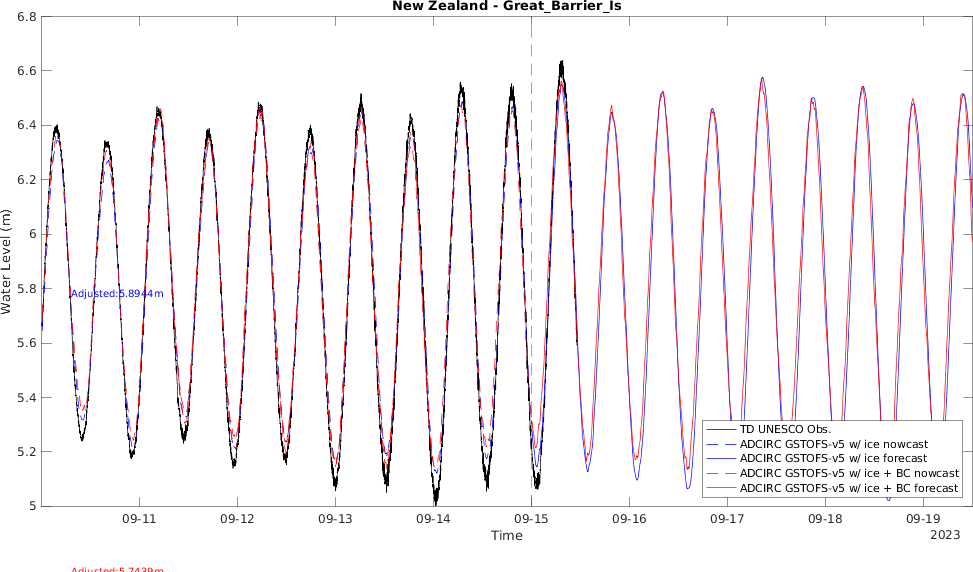 New Zealand - Great_Barrier_Is
6.8
6.6
6.4
6.2
6
5.8
5.6
5.4
5.2
5
Water Level (m)
Adjusted:5.8944m
TD UNESCO Obs.
ADCIRC GSTOFS-v5 w/ ice nowcast
ADCIRC GSTOFS-v5 w/ ice forecast
ADCIRC GSTOFS-v5 w/ ice + BC nowcast
ADCIRC GSTOFS-v5 w/ ice + BC forecast
09-11 09-12 09-13 09-14 09-15 09-16 09-17 09-18 09-19
Time
2023
Adjusted:5.7439m